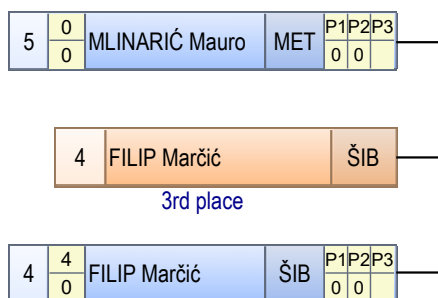 5 0 0 MLINARIĆ Mauro MET P1 P2 P3 0 0
4 FILIP Marčić ŠIB
3rd place
4 4 0 FILIP Marčić ŠIB P1 P2 P3 0 0